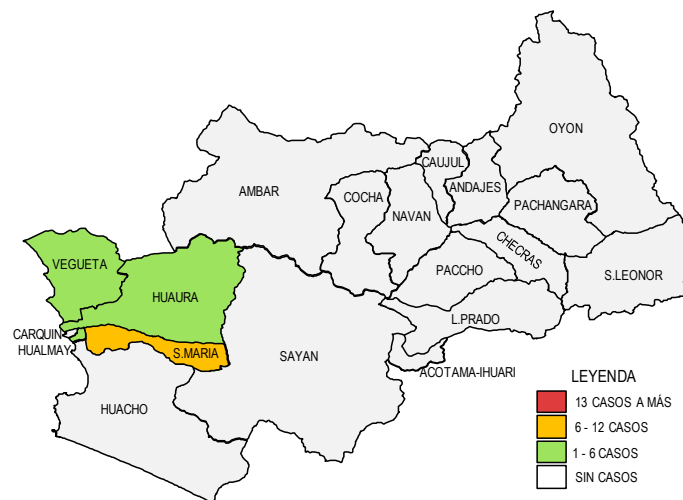 OYON
CAUJUL
ANDAJES
AMBAR
COCHA
NAVAN
PACHANGARA
CHECRAS
VEGUETA
PACCHO
S.LEONOR
HUAURA
L.PRADO
CARQUIN
HUALMAY
S.MARIA
SAYAN
ACOTAMA-IHUARI
HUACHO
LEYENDA
13 CASOS A MÁS
6 - 12 CASOS
1 - 6 CASOS
SIN CASOS